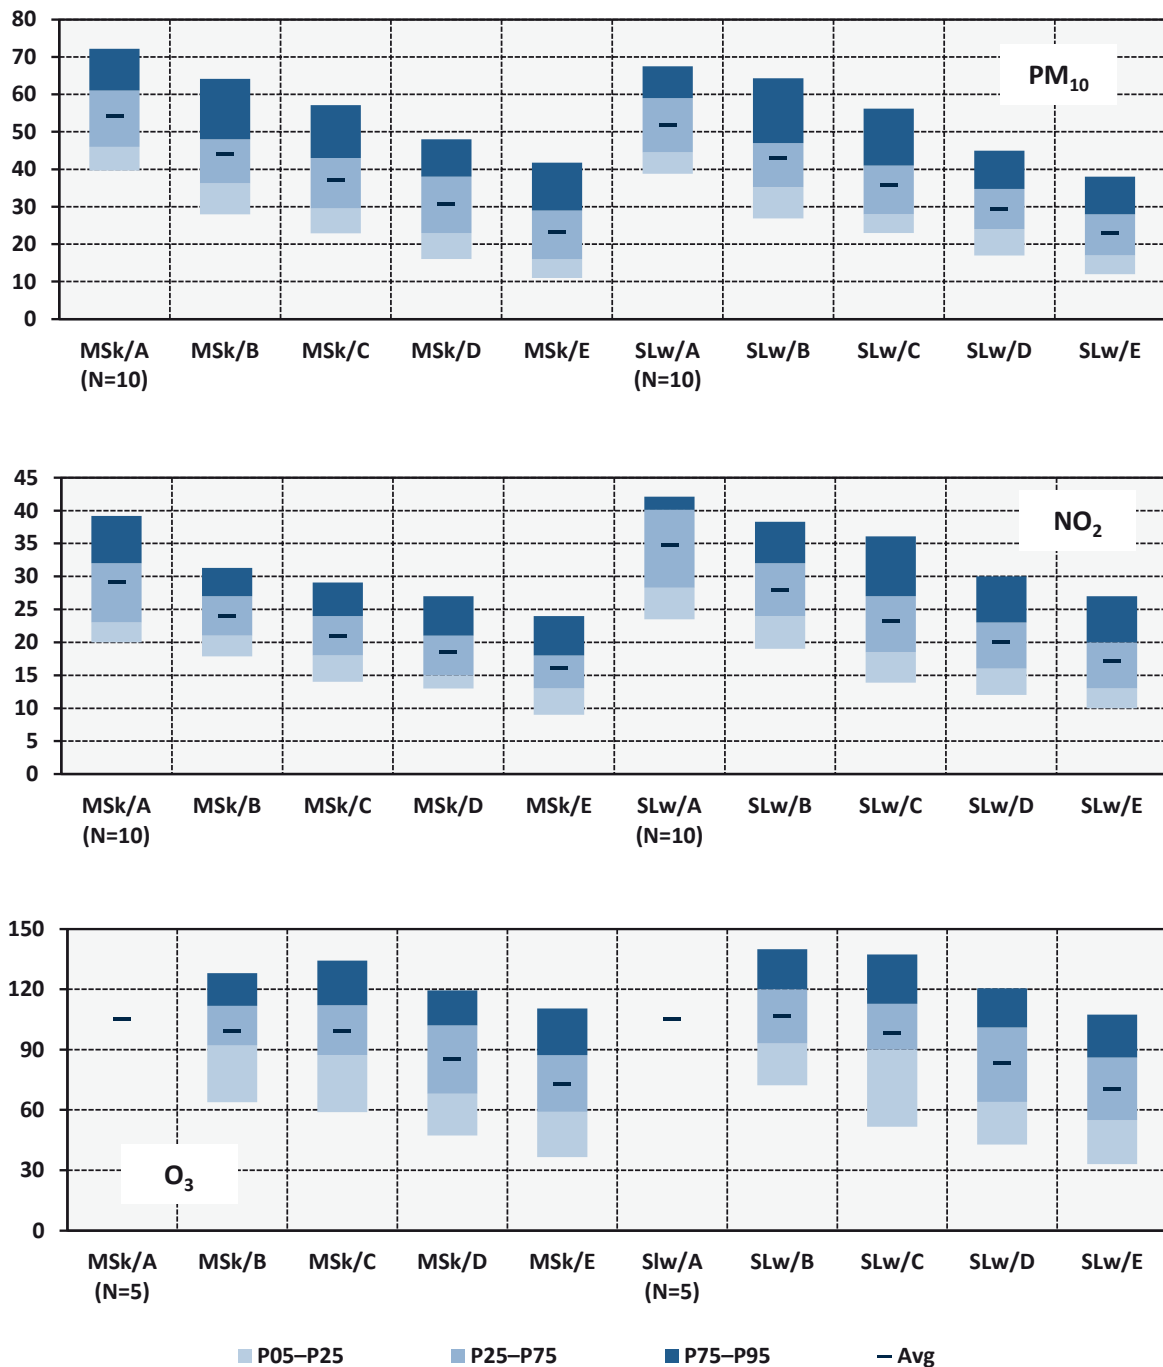 80
70
60
50
40
30
20
10
0
PM10
MSk/A MSk/B MSk/C MSk/D MSk/E SLw/A SLw/B SLw/C SLw/D SLw/E
(N=10) (N=10)
45
40
35
30
25
20
15
10
5
0
NO2
MSk/A MSk/B MSk/C MSk/D MSk/E SLw/A SLw/B SLw/C SLw/D SLw/E
(N=10) (N=10)
150
120
90
60
30
0
O3
MSk/A MSk/B MSk/C MSk/D MSk/E Slw/A SLw/B SLw/C SLw/D SLw/E
(N=5) (N=5)
P05–P25 P25–P75 P75–P95 Avg